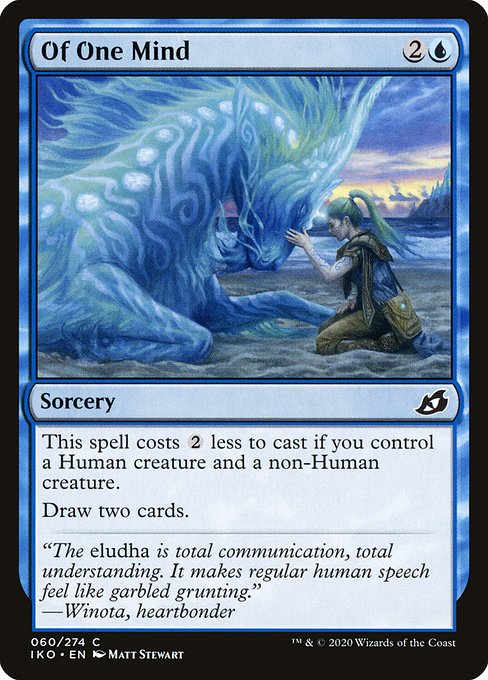 Of One Mind 2
Sorcery
This spell costs 2 less to cast if you control
a Human creature and a non-Human
creature.
Draw two cards.
“The eludha is total communication, total
understanding. It makes regular human speech
feel like garbled grunting.”
—Winota, heartbonder
060/274 C
IKO • EN Matt Stewart
™ & © 2020 Wizards of the Coast